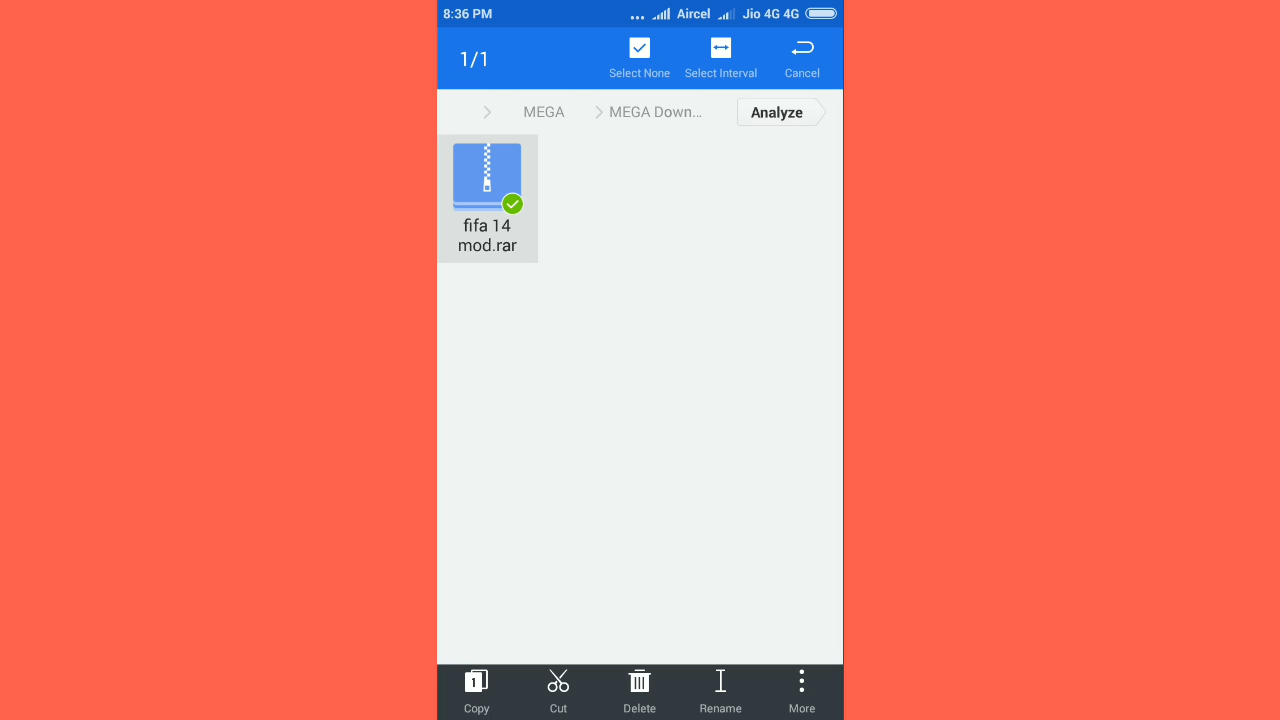 8:36 PM ... Aircel Jio 4G 4G
1/1
Select None Select Interval Cancel
MEGA MEGA Down... Analyze
fifa 14
mod.rar
1
Copy Cut Delete Rename More